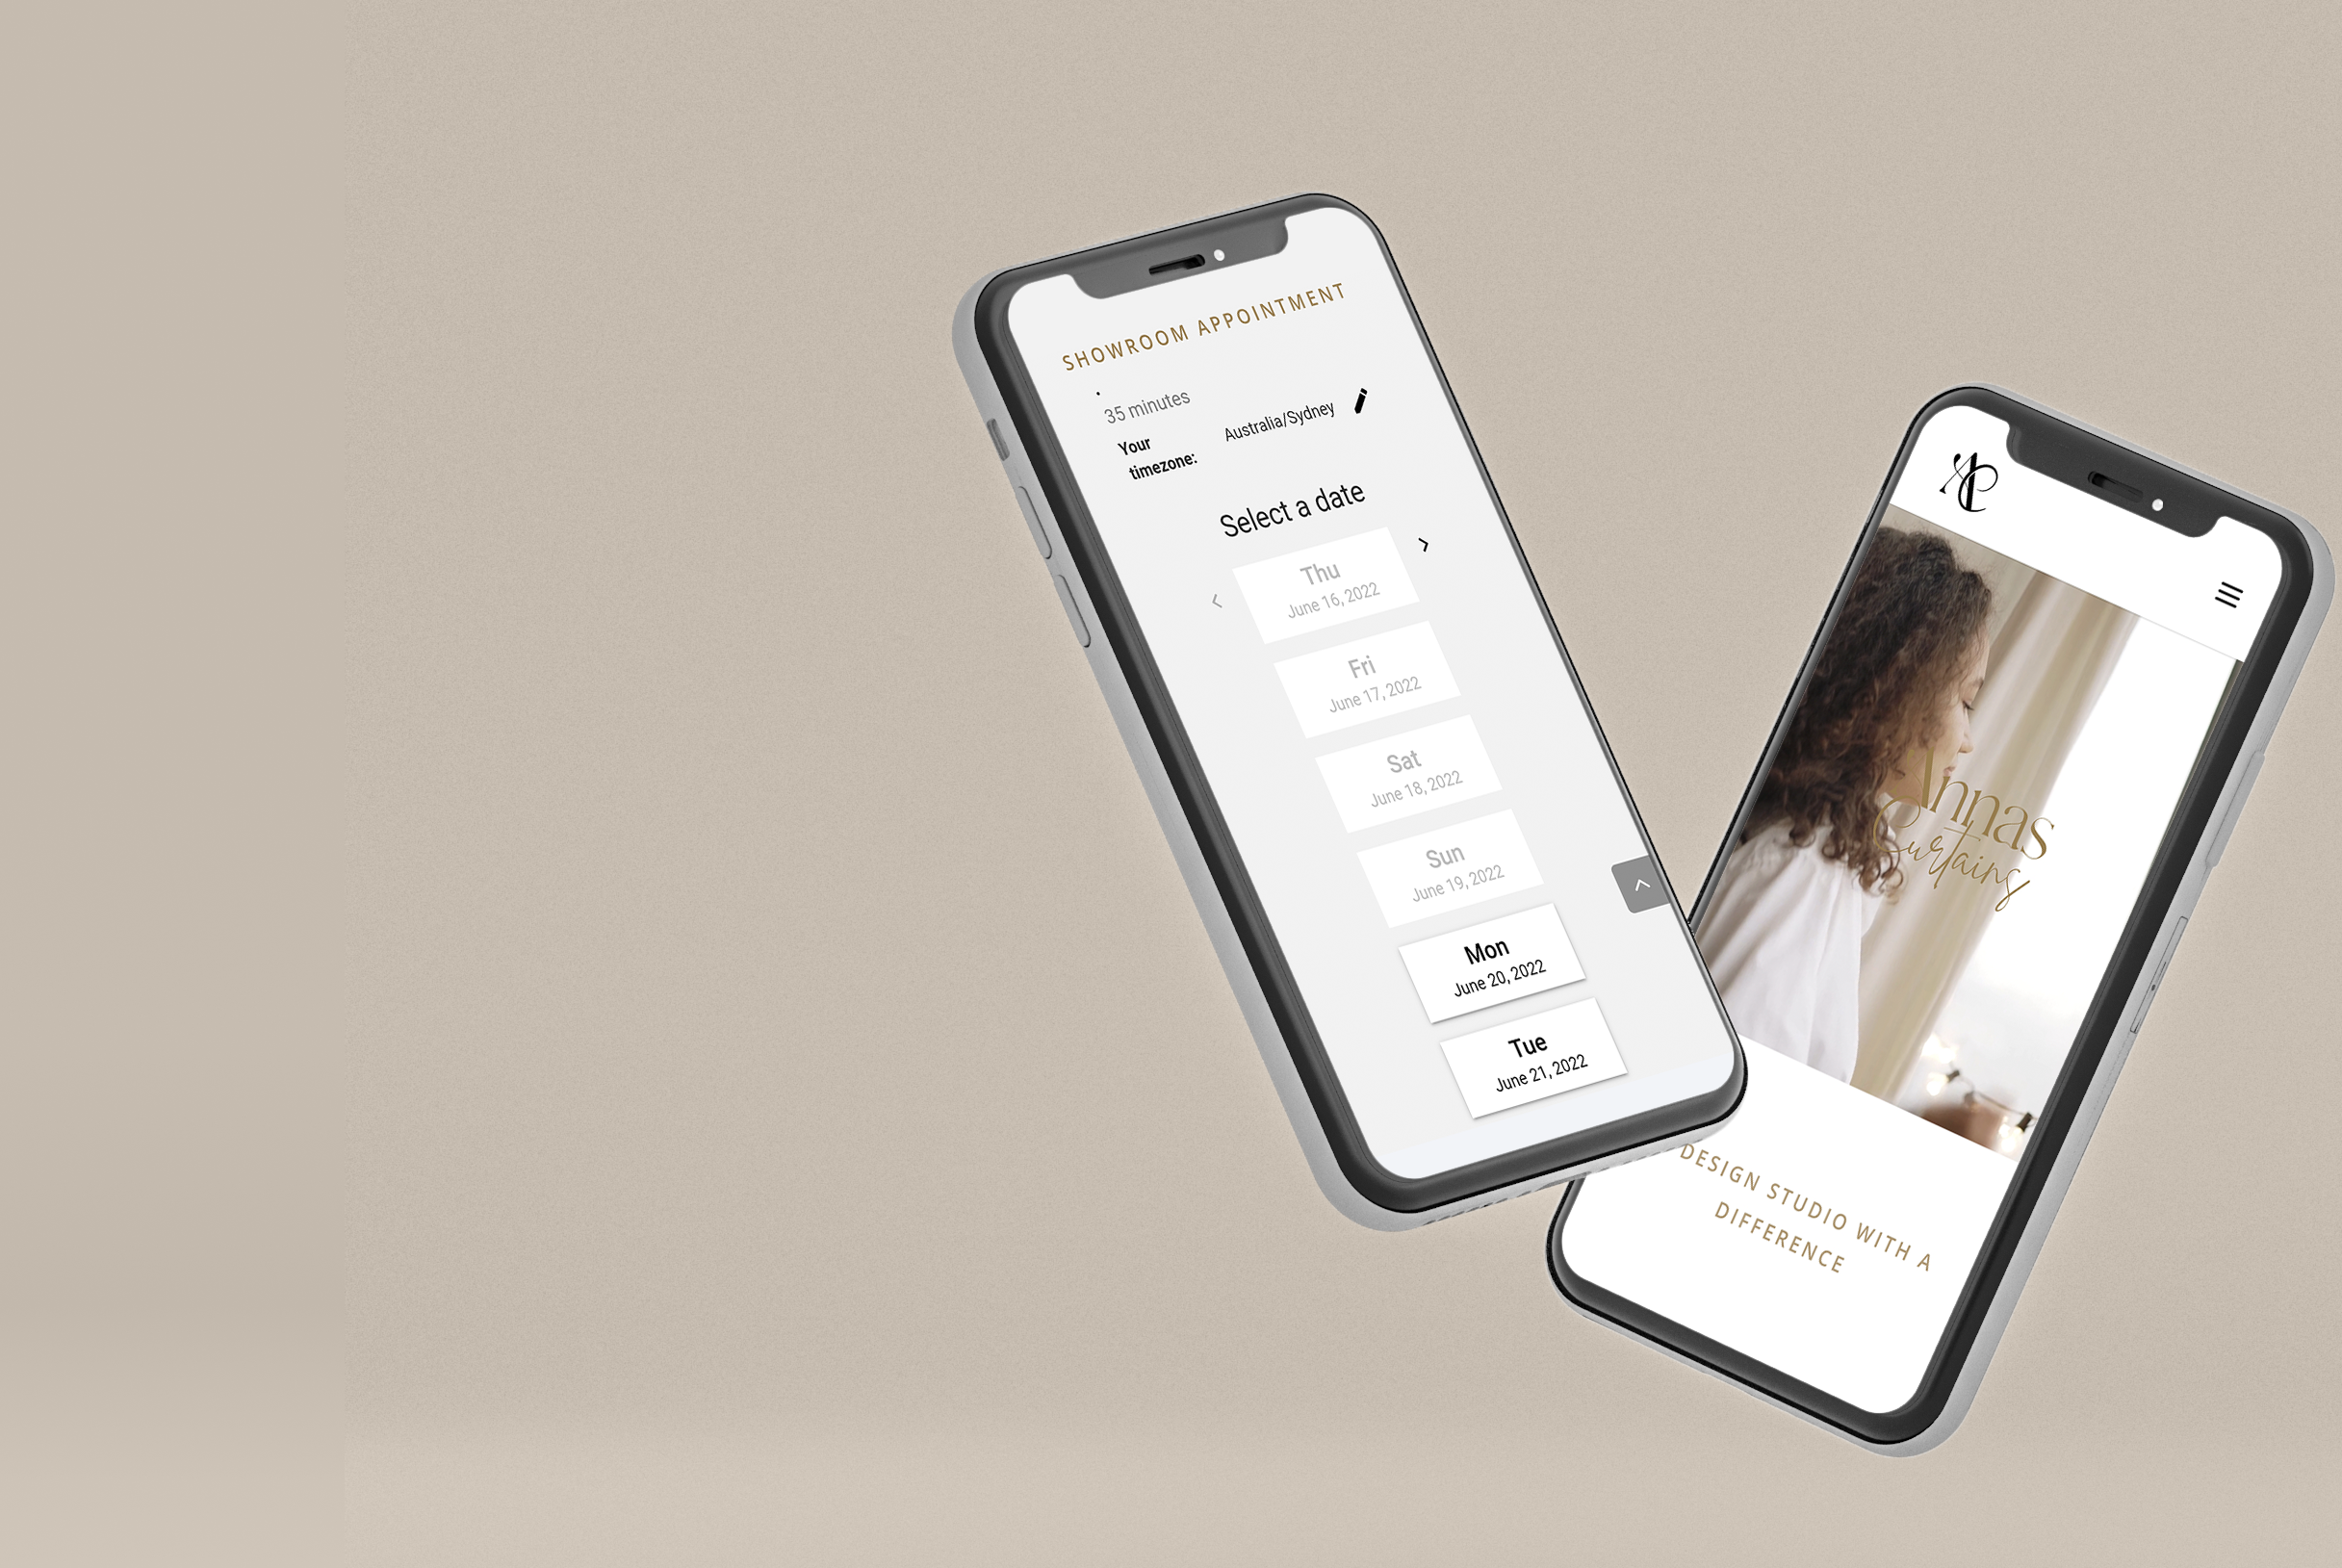 SHOWROOM APPOINTMENT
35 minutes
Your
timezone:
Australia/Sydney
Select a date
Thu
June 16, 2022
Fri
June 17, 2022
Sat
June 18, 2022
Sun
June 19, 2022
Mon
June 20, 2022
Tue
June 21, 2022
AC
Annas
Curtains
DESIGN STUDIO WITH A
DIFFERENCE